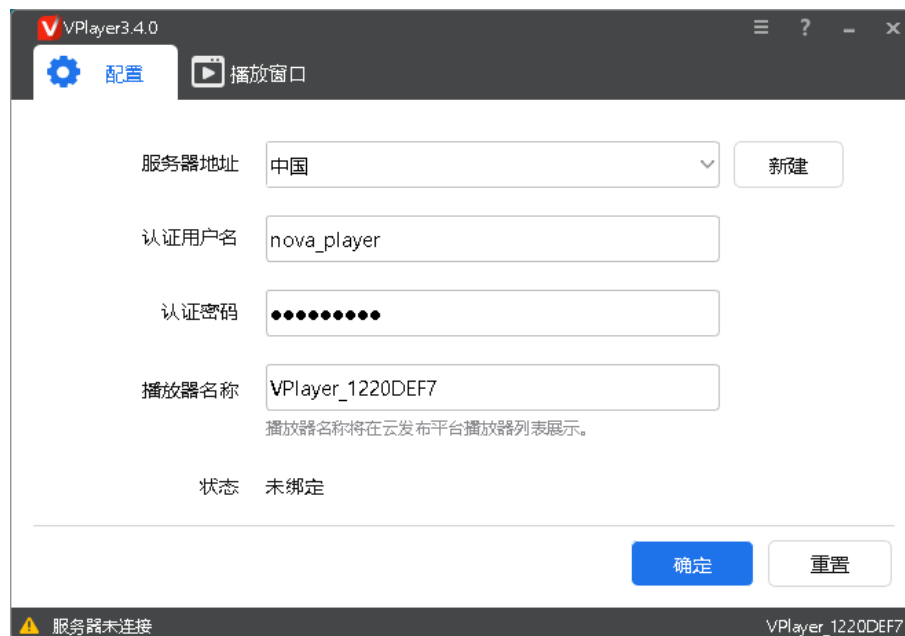 VPlayer3.4.0
配置
播放窗口
服务器地址
中国
新建
认证用户名
nova_player
认证密码
●●●●●●●●●
播放器名称
VPlayer_1220DEF7
播放器名称将在云发布平台播放器列表展示。
状态
未绑定
确定
重置
服务器未连接
VPlayer_1220DEF7